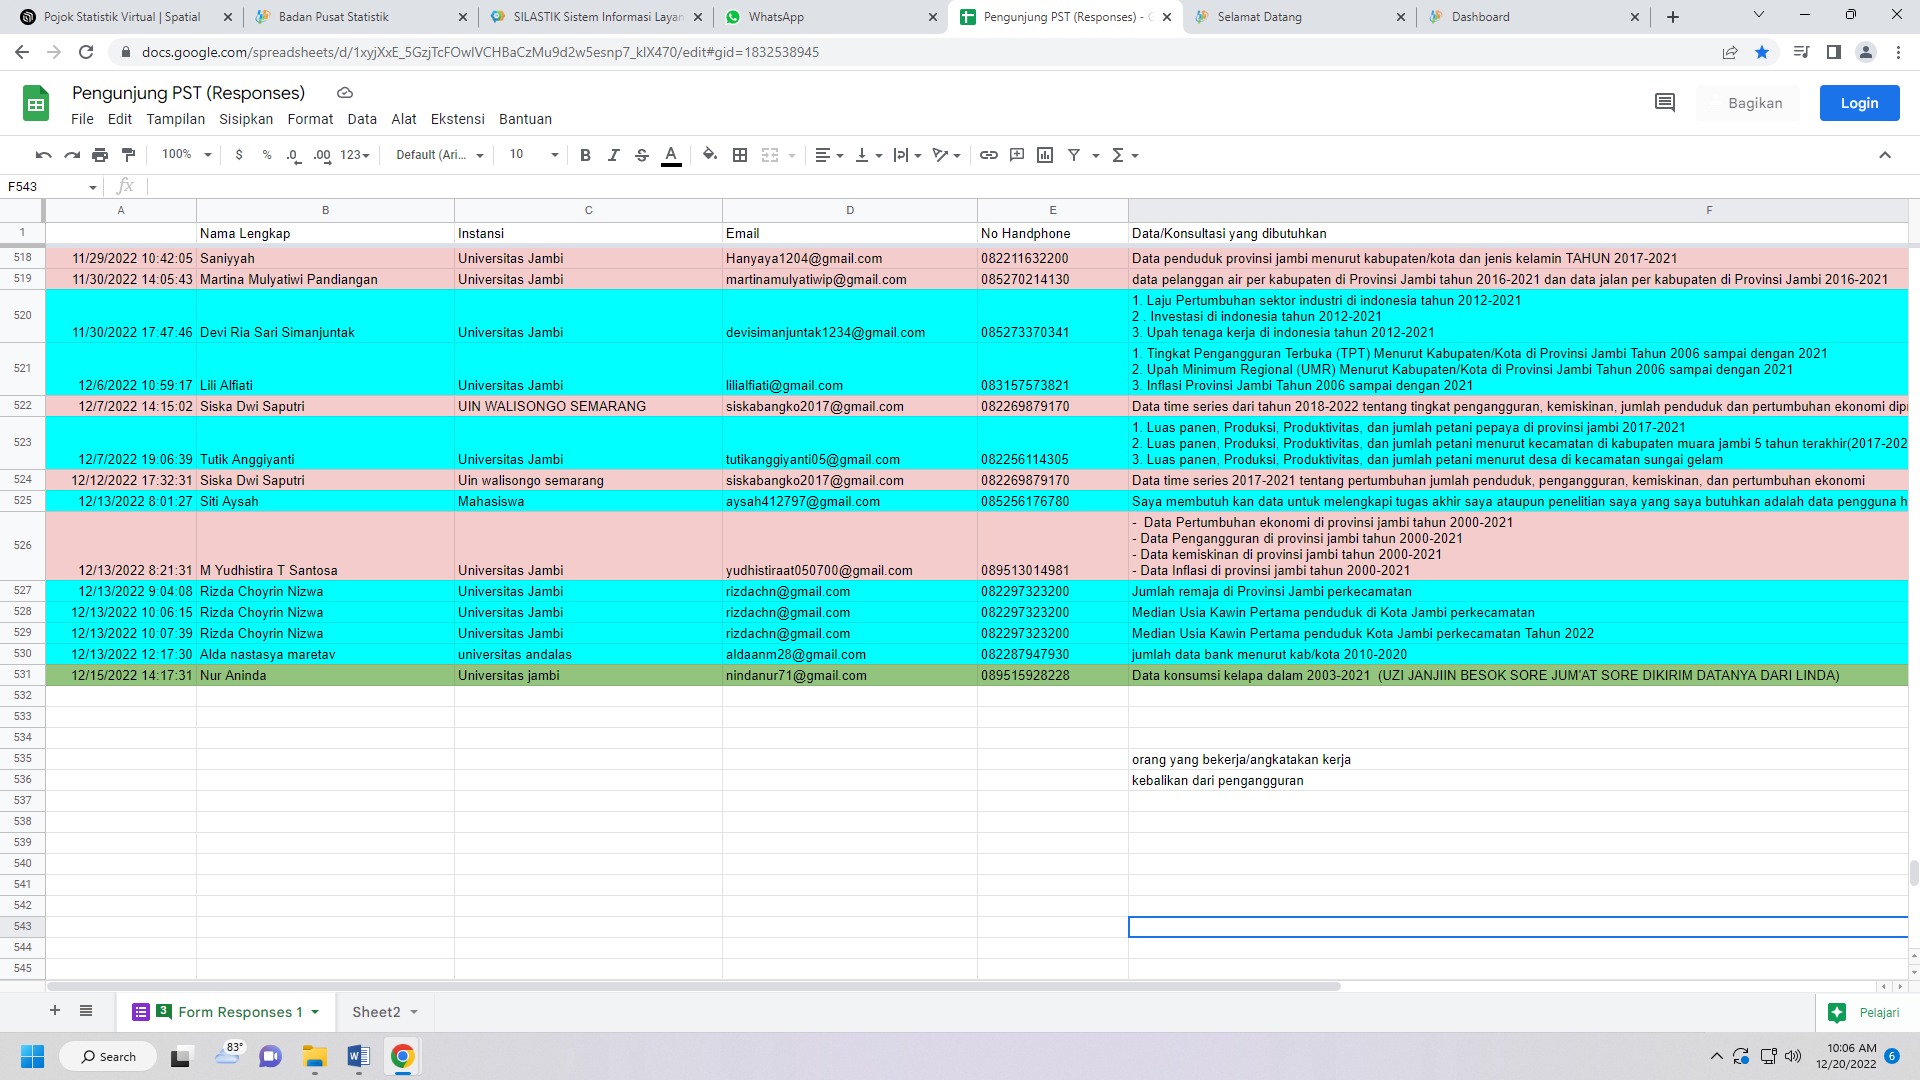 Pojok Statistik Virtual | Spatial
Badan Pusat Statistik
SILASTIK Sistem Informasi Layan
WhatsApp
Pengunjung PST (Responses) - G
Selamat Datang
Dashboard
docs.google.com/spreadsheets/d/1xyjXxE_5GzjTcFOwlVCHBaCzMu9d2w5esnp7_klX470/edit#gid=1832538945
Pengunjung PST (Responses)
Bagikan
Login
File Edit Tampilan Sisipkan Format Data Alat Ekstensi Bantuan
100% $ % .0 .00 123 Default (Ari... 10 B I S A
F543 fx
A B C D E F
1 Nama Lengkap Instansi Email No Handphone Data/Konsultasi yang dibutuhkan
518 11/29/2022 10:42:05 Saniyyah Universitas Jambi Hanyaya1204@gmail.com 082211632200 Data penduduk provinsi jambi menurut kabupaten/kota dan jenis kelamin TAHUN 2017-2021
519 11/30/2022 14:05:43 Martina Mulyatiwi Pandiangan Universitas Jambi martinamulyatiwip@gmail.com 085270214130 data pelanggan air per kabupaten di Provinsi Jambi tahun 2016-2021 dan data jalan per kabupaten di Provinsi Jambi 2016-2021
1. Laju Pertumbuhan sektor industri di indonesia tahun 2012-2021
520 2 . Investasi di indonesia tahun 2012-2021
11/30/2022 17:47:46 Devi Ria Sari Simanjuntak Universitas Jambi devisimanjuntak1234@gmail.com 085273370341 3. Upah tenaga kerja di indonesia tahun 2012-2021
1. Tingkat Pengangguran Terbuka (TPT) Menurut Kabupaten/Kota di Provinsi Jambi Tahun 2006 sampai dengan 2021
521 2. Upah Minimum Regional (UMR) Menurut Kabupaten/Kota di Provinsi Jambi Tahun 2006 sampai dengan 2021
12/6/2022 10:59:17 Lili Alfiati Universitas Jambi lilialfiati@gmail.com 083157573821 3. Inflasi Provinsi Jambi Tahun 2006 sampai dengan 2021
522 12/7/2022 14:15:02 Siska Dwi Saputri UIN WALISONGO SEMARANG siskabangko2017@gmail.com 082269879170 Data time series dari tahun 2018-2022 tentang tingkat pengangguran, kemiskinan, jumlah penduduk dan pertumbuhan ekonomi dip
1. Luas panen, Produksi, Produktivitas, dan jumlah petani pepaya di provinsi jambi 2017-2021
523 2. Luas panen, Produksi, Produktivitas, dan jumlah petani menurut kecamatan di kabupaten muara jambi 5 tahun terakhir(2017-202
12/7/2022 19:06:39 Tutik Anggiyanti Universitas Jambi tutikanggiyanti05@gmail.com 082256114305 3. Luas panen, Produksi, Produktivitas, dan jumlah petani menurut desa di kecamatan sungai gelam
524 12/12/2022 17:32:31 Siska Dwi Saputri Uin walisongo semarang siskabangko2017@gmail.com 082269879170 Data time series 2017-2021 tentang pertumbuhan jumlah penduduk, pengangguran, kemiskinan, dan pertumbuhan ekonomi
525 12/13/2022 8:01:27 Siti Aysah Mahasiswa aysah412797@gmail.com 085256176780 Saya membutuh kan data untuk melengkapi tugas akhir saya ataupun penelitian saya yang saya butuhkan adalah data pengguna h
- Data Pertumbuhan ekonomi di provinsi jambi tahun 2000-2021
526 - Data Pengangguran di provinsi jambi tahun 2000-2021
- Data kemiskinan di provinsi jambi tahun 2000-2021
12/13/2022 8:21:31 M Yudhistira T Santosa Universitas Jambi yudhistiraat050700@gmail.com 089513014981 - Data Inflasi di provinsi jambi tahun 2000-2021
527 12/13/2022 9:04:08 Rizda Choyrin Nizwa Universitas Jambi rizdachn@gmail.com 082297323200 Jumlah remaja di Provinsi Jambi perkecamatan
528 12/13/2022 10:06:15 Rizda Choyrin Nizwa Universitas Jambi rizdachn@gmail.com 082297323200 Median Usia Kawin Pertama penduduk di Kota Jambi perkecamatan
529 12/13/2022 10:07:39 Rizda Choyrin Nizwa Universitas Jambi rizdachn@gmail.com 082297323200 Median Usia Kawin Pertama penduduk Kota Jambi perkecamatan Tahun 2022
530 12/13/2022 12:17:30 Alda nastasya maretav universitas andalas aldaanm28@gmail.com 082287947930 jumlah data bank menurut kab/kota 2010-2020
531 12/15/2022 14:17:31 Nur Aninda Universitas jambi nindanur71@gmail.com 089515928228 Data konsumsi kelapa dalam 2003-2021 (UZI JANJIIN BESOK SORE JUM'AT SORE DIKIRIM DATANYA DARI LINDA)
532
533
534
535 orang yang bekerja/angkatakan kerja
536 kebalikan dari pengangguran
537
538
539
540
541
542
543
544
545
3 Form Responses 1 Sheet2 Pelajari
Search 83° 10:06 AM
12/20/2022 6